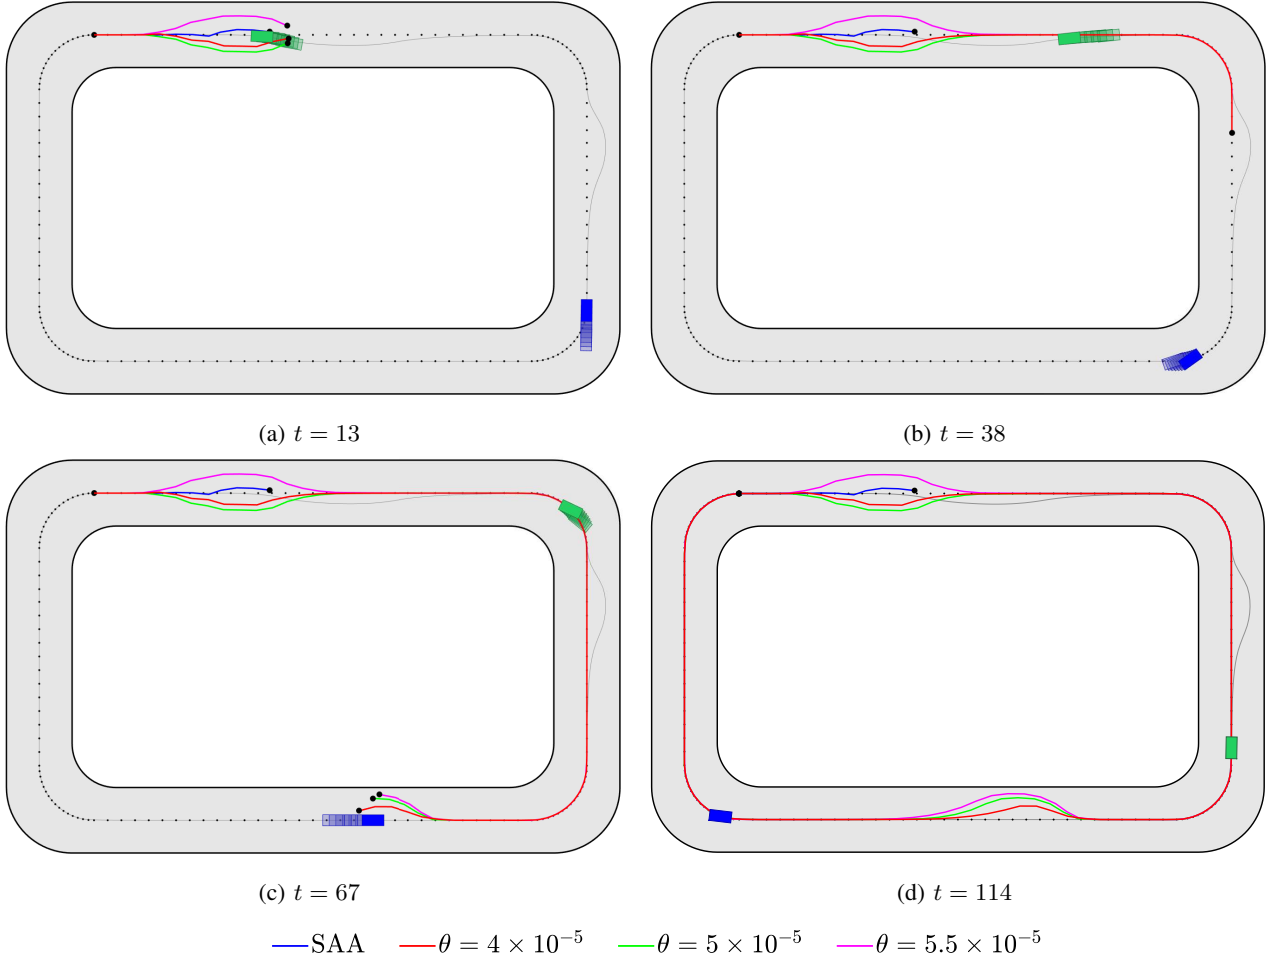 (a) t = 13
(b) t = 38
(c) t = 67
(d) t = 114
SAA θ = 4 × 10⁻⁵ θ = 5 × 10⁻⁵ θ = 5.5 × 10⁻⁵